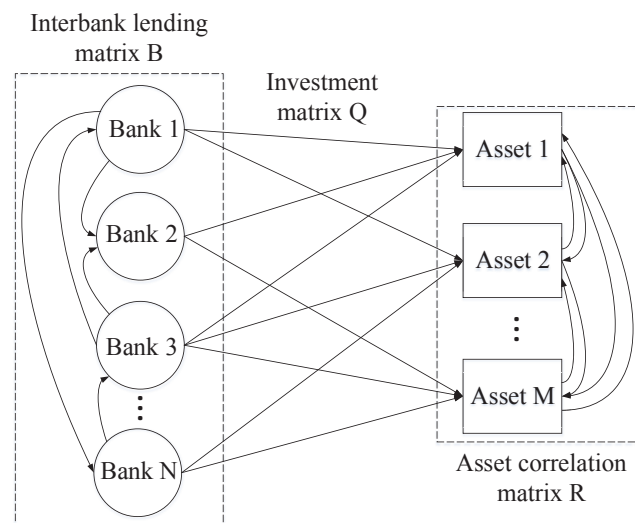 Interbank lending
matrix B
Investment
matrix Q
Bank 1
Bank 2
Bank 3
Bank N
Asset 1
Asset 2
Asset M
Asset correlation
matrix R